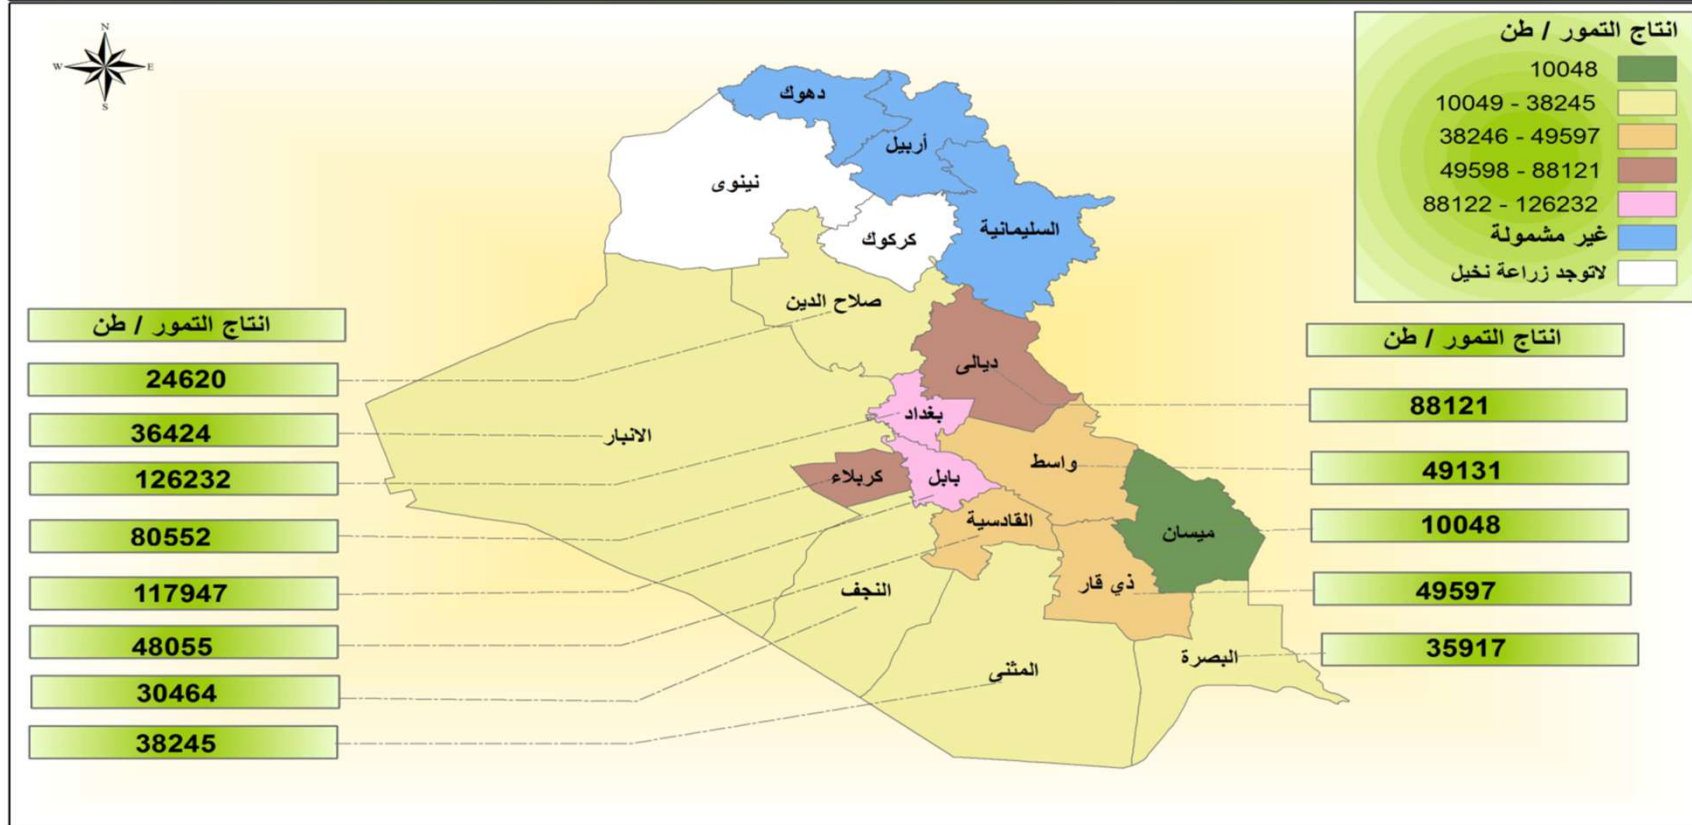 N
W
E
S
انتاج التمور / طن
10048
10049 - 38245
38246 - 49597
49598 - 88121
88122 - 126232
غير مشمولة
لاتوجد زراعة نخيل
دهوك
أربيل
نينوى
السليمانية
كركوك
صلاح الدين
ديالى
بغداد
الانبار
واسط
كربلاء
بابل
القادسية
ميسان
ذي قار
النجف
المثنى
البصرة
انتاج التمور / طن
88121
49131
10048
49597
35917
انتاج التمور / طن
24620
36424
126232
80552
117947
48055
30464
38245